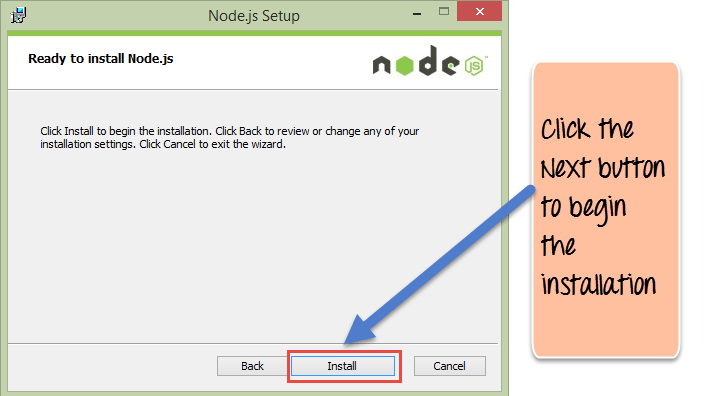 Node.js Setup
Ready to install Node.js
node
JS
Click Install to begin the installation. Click Back to review or change any of your
installation settings. Click Cancel to exit the wizard.
Back
Install
Cancel
Click the
Next button
to begin
the
installation